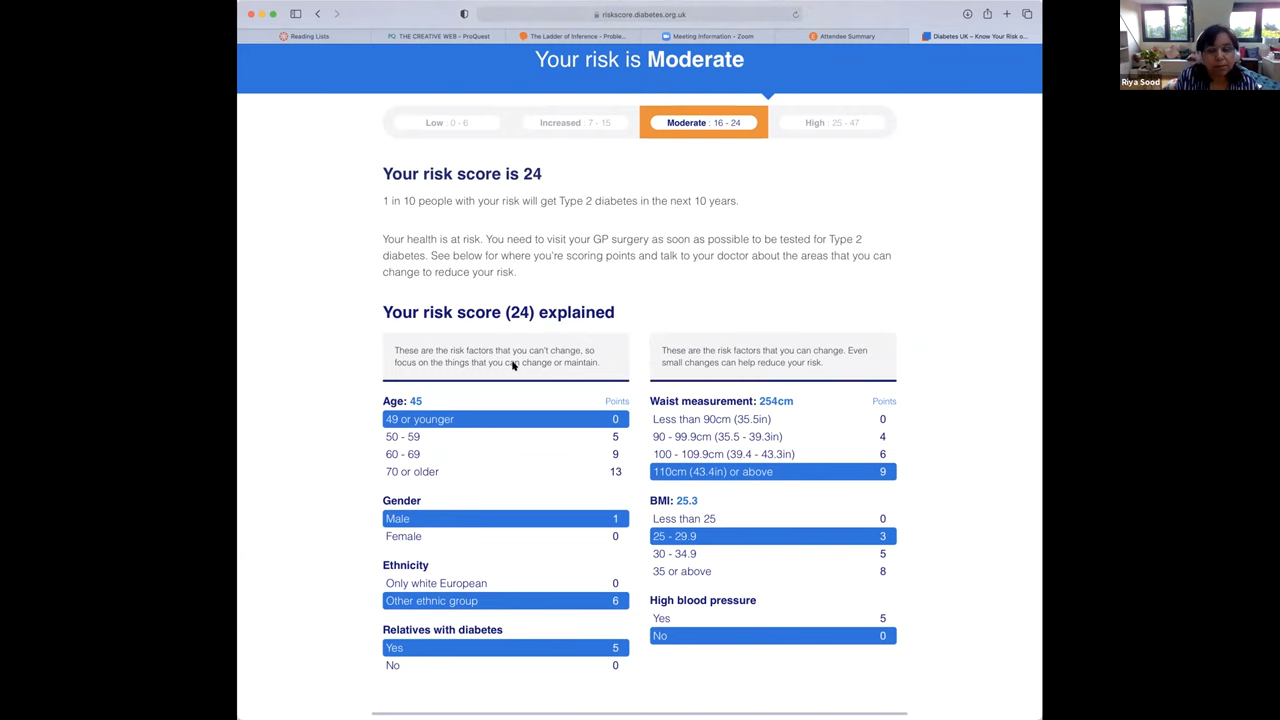 riskscore.diabetes.org.uk
Reading Lists
THE CREATIVE WEB - ProQuest
The Ladder of Inference - Proble...
Meeting Information - Zoom
Attendee Summary
Diabetes UK – Know Your Risk o...
Riya Sood
Your risk is Moderate
Low : 0 - 6
Increased : 7 - 15
Moderate : 16 - 24
High : 25 - 47
Your risk score is 24
1 in 10 people with your risk will get Type 2 diabetes in the next 10 years.
Your health is at risk. You need to visit your GP surgery as soon as possible to be tested for Type 2
diabetes. See below for where you're scoring points and talk to your doctor about the areas that you can
change to reduce your risk.
Your risk score (24) explained
These are the risk factors that you can't change, so
focus on the things that you can change or maintain.
Age: 45 Points
49 or younger 0
50 - 59 5
60 - 69 9
70 or older 13
Gender
Male 1
Female 0
Ethnicity
Only white European 0
Other ethnic group 6
Relatives with diabetes
Yes 5
No 0
These are the risk factors that you can change. Even
small changes can help reduce your risk.
Waist measurement: 254cm Points
Less than 90cm (35.5in) 0
90 - 99.9cm (35.5 - 39.3in) 4
100 - 109.9cm (39.4 - 43.3in) 6
110cm (43.4in) or above 9
BMI: 25.3
Less than 25 0
25 - 29.9 3
30 - 34.9 5
35 or above 8
High blood pressure
Yes 5
No 0